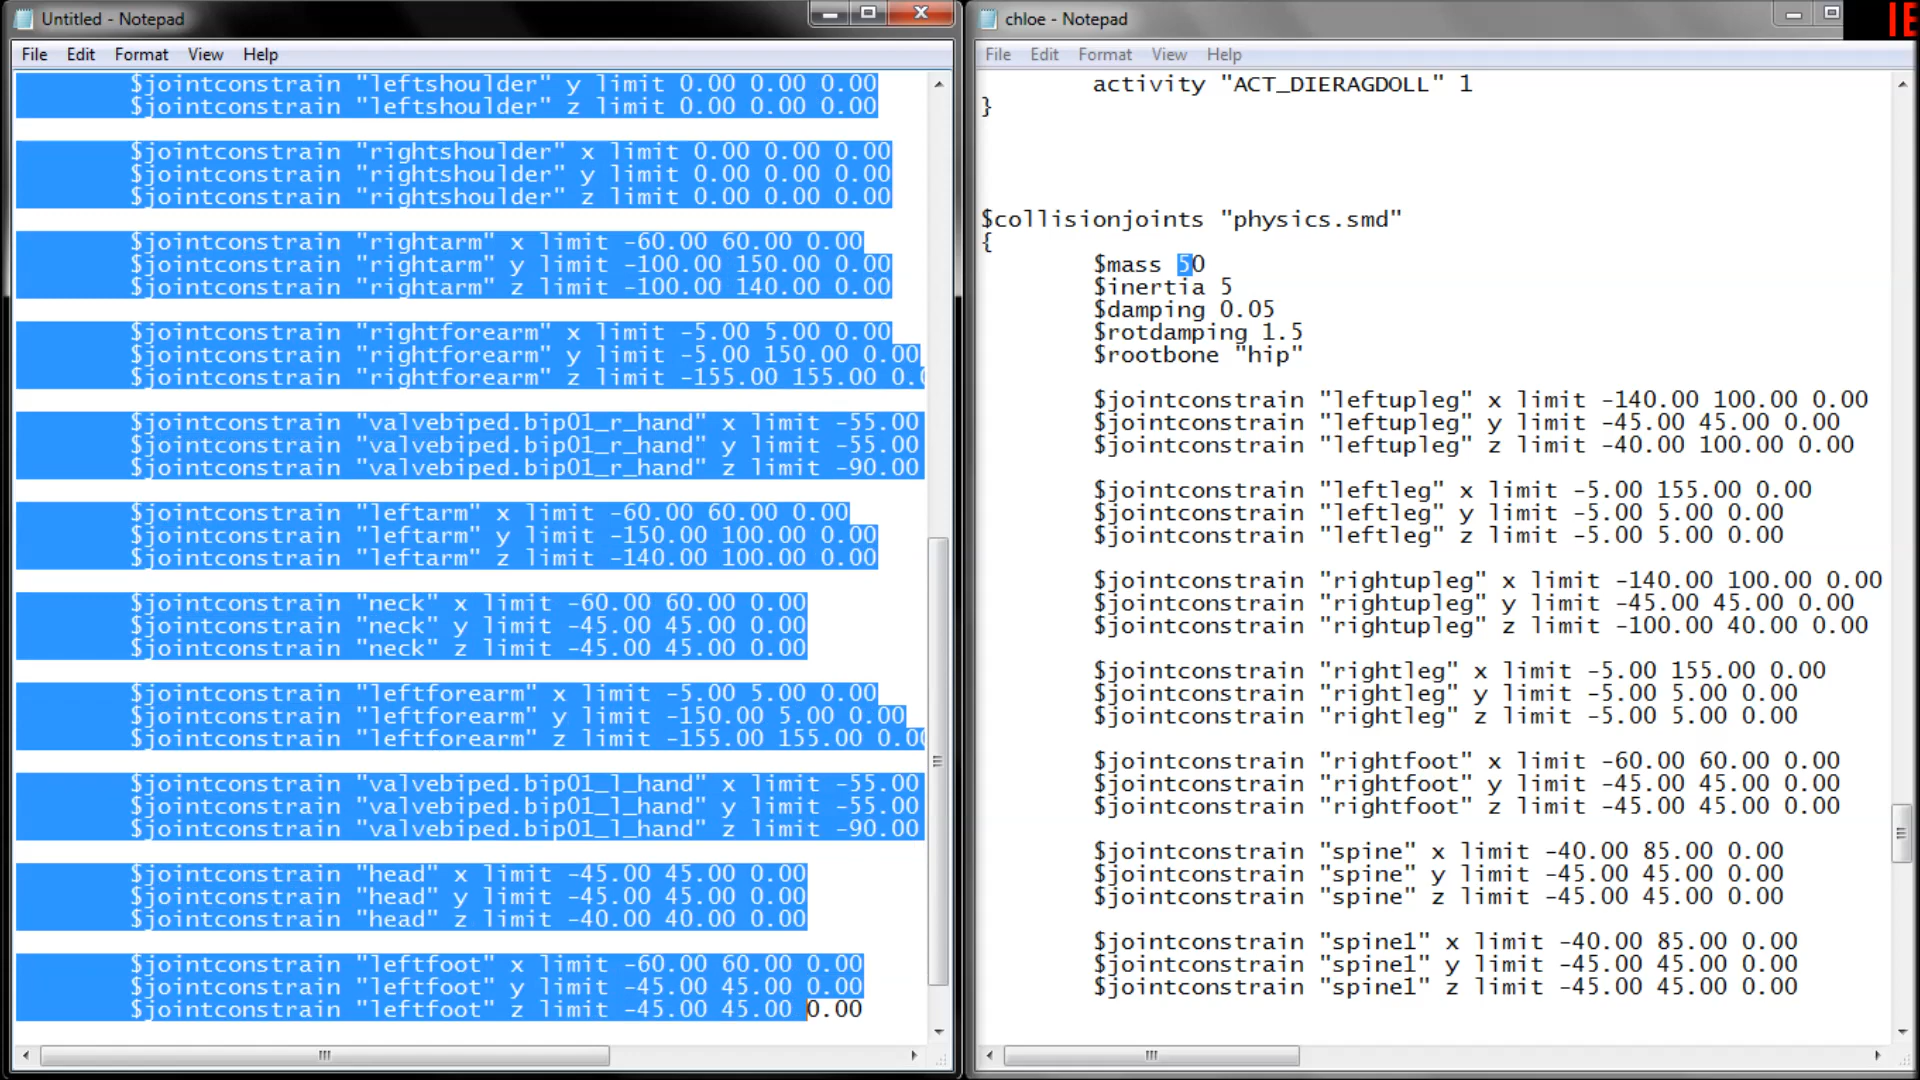 Untitled - Notepad
File Edit Format View Help
$jointconstrain "leftshoulder" y limit 0.00 0.00 0.00
$jointconstrain "leftshoulder" z limit 0.00 0.00 0.00
$jointconstrain "rightshoulder" x limit 0.00 0.00 0.00
$jointconstrain "rightshoulder" y limit 0.00 0.00 0.00
$jointconstrain "rightshoulder" z limit 0.00 0.00 0.00
$jointconstrain "rightarm" x limit -60.00 60.00 0.00
$jointconstrain "rightarm" y limit -100.00 150.00 0.00
$jointconstrain "rightarm" z limit -100.00 140.00 0.00
$jointconstrain "rightforearm" x limit -5.00 5.00 0.00
$jointconstrain "rightforearm" y limit -5.00 150.00 0.00
$jointconstrain "rightforearm" z limit -155.00 155.00 0.0
$jointconstrain "valvebiped.bip01_r_hand" x limit -55.00
$jointconstrain "valvebiped.bip01_r_hand" y limit -55.00
$jointconstrain "valvebiped.bip01_r_hand" z limit -90.00
$jointconstrain "leftarm" x limit -60.00 60.00 0.00
$jointconstrain "leftarm" y limit -150.00 100.00 0.00
$jointconstrain "leftarm" z limit -140.00 100.00 0.00
$jointconstrain "neck" x limit -60.00 60.00 0.00
$jointconstrain "neck" y limit -45.00 45.00 0.00
$jointconstrain "neck" z limit -45.00 45.00 0.00
$jointconstrain "leftforearm" x limit -5.00 5.00 0.00
$jointconstrain "leftforearm" y limit -150.00 5.00 0.00
$jointconstrain "leftforearm" z limit -155.00 155.00 0.00
$jointconstrain "valvebiped.bip01_l_hand" x limit -55.00
$jointconstrain "valvebiped.bip01_l_hand" y limit -55.00
$jointconstrain "valvebiped.bip01_l_hand" z limit -90.00
$jointconstrain "head" x limit -45.00 45.00 0.00
$jointconstrain "head" y limit -45.00 45.00 0.00
$jointconstrain "head" z limit -40.00 40.00 0.00
$jointconstrain "leftfoot" x limit -60.00 60.00 0.00
$jointconstrain "leftfoot" y limit -45.00 45.00 0.00
$jointconstrain "leftfoot" z limit -45.00 45.00 0.00
chloe - Notepad
IE
File Edit Format View Help
activity "ACT_DIERAGDOLL" 1
}
$collisionjoints "physics.smd"
{
$mass 50
$inertia 5
$damping 0.05
$rotdamping 1.5
$rootbone "hip"
$jointconstrain "leftupleg" x limit -140.00 100.00 0.00
$jointconstrain "leftupleg" y limit -45.00 45.00 0.00
$jointconstrain "leftupleg" z limit -40.00 100.00 0.00
$jointconstrain "leftleg" x limit -5.00 155.00 0.00
$jointconstrain "leftleg" y limit -5.00 5.00 0.00
$jointconstrain "leftleg" z limit -5.00 5.00 0.00
$jointconstrain "rightupleg" x limit -140.00 100.00 0.00
$jointconstrain "rightupleg" y limit -45.00 45.00 0.00
$jointconstrain "rightupleg" z limit -100.00 40.00 0.00
$jointconstrain "rightleg" x limit -5.00 155.00 0.00
$jointconstrain "rightleg" y limit -5.00 5.00 0.00
$jointconstrain "rightleg" z limit -5.00 5.00 0.00
$jointconstrain "rightfoot" x limit -60.00 60.00 0.00
$jointconstrain "rightfoot" y limit -45.00 45.00 0.00
$jointconstrain "rightfoot" z limit -45.00 45.00 0.00
$jointconstrain "spine" x limit -40.00 85.00 0.00
$jointconstrain "spine" y limit -45.00 45.00 0.00
$jointconstrain "spine" z limit -45.00 45.00 0.00
$jointconstrain "spine1" x limit -40.00 85.00 0.00
$jointconstrain "spine1" y limit -45.00 45.00 0.00
$jointconstrain "spine1" z limit -45.00 45.00 0.00